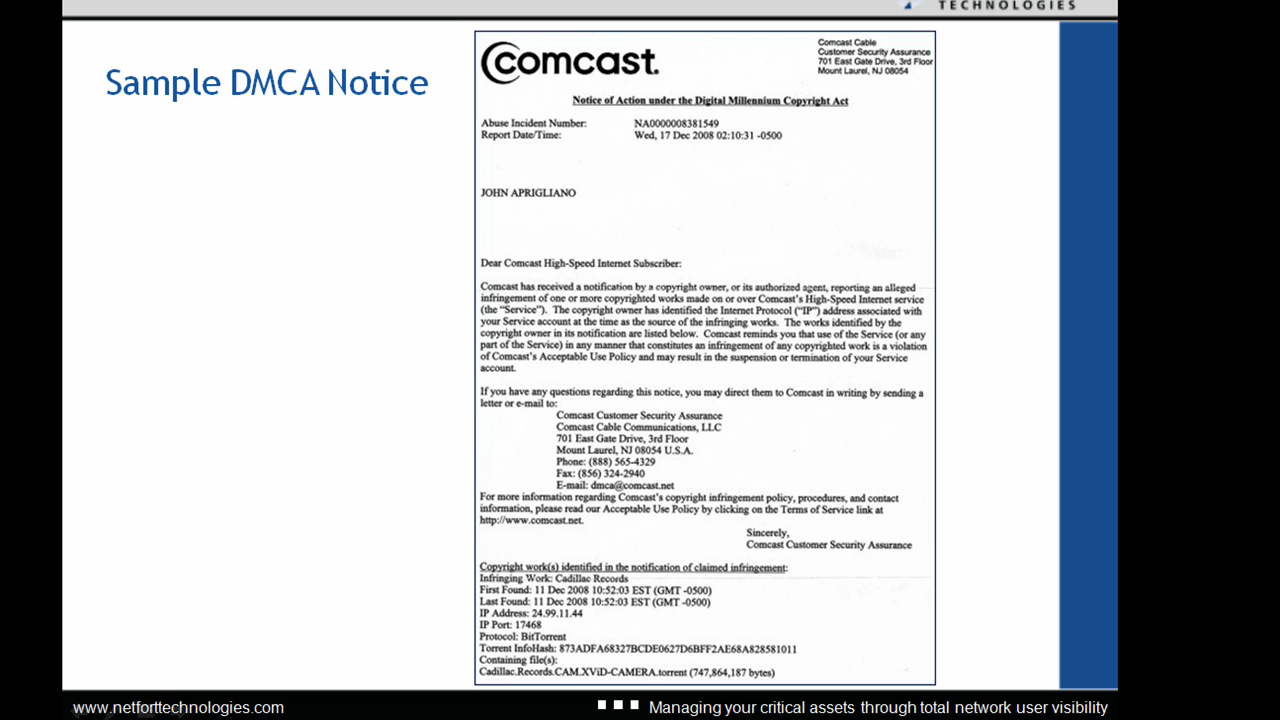 TECHNOLOGIES
Sample DMCA Notice
comcast.
Comcast Cable
Customer Security Assurance
701 East Gate Drive, 3rd Floor
Mount Laurel, NJ 08054
Notice of Action under the Digital Millennium Copyright Act
Abuse Incident Number: NA0000008381549
Report Date/Time: Wed, 17 Dec 2008 02:10:31 -0500
JOHN APRIGLIANO
Dear Comcast High-Speed Internet Subscriber:
Comcast has received a notification by a copyright owner, or its authorized agent, reporting an alleged
infringement of one or more copyrighted works made on or over Comcast's High-Speed Internet service
(the "Service"). The copyright owner has identified the Internet Protocol ("IP") address associated with
your Service account at the time as the source of the infringing works. The works identified by the
copyright owner in its notification are listed below. Comcast reminds you that use of the Service (or any
part of the Service) in any manner that constitutes an infringement of any copyrighted work is a violation
of Comcast's Acceptable Use Policy and may result in the suspension or termination of your Service
account.
If you have any questions regarding this notice, you may direct them to Comcast in writing by sending a
letter or e-mail to:
Comcast Customer Security Assurance
Comcast Cable Communications, LLC
701 East Gate Drive, 3rd Floor
Mount Laurel, NJ 08054 U.S.A.
Phone: (888) 565-4329
Fax: (856) 324-2940
E-mail: dmca@comcast.net
For more information regarding Comcast's copyright infringement policy, procedures, and contact
information, please read our Acceptable Use Policy by clicking on the Terms of Service link at
http://www.comcast.net.
Sincerely,
Comcast Customer Security Assurance
Copyright work(s) identified in the notification of claimed infringement:
Infringing Work: Cadillac Records
First Found: 11 Dec 2008 10:52:03 EST (GMT -0500)
Last Found: 11 Dec 2008 10:52:03 EST (GMT -0500)
IP Address: 24.99.11.44
IP Port: 17468
Protocol: BitTorrent
Torrent InfoHash: 873ADFA68327BCDE0627D6BFF2AE68A828581011
Containing file(s):
Cadillac.Records.CAM.XViD-CAMERA.torrent (747,864,187 bytes)
www.netforttechnologies.com
Managing your critical assets through total network user visibility